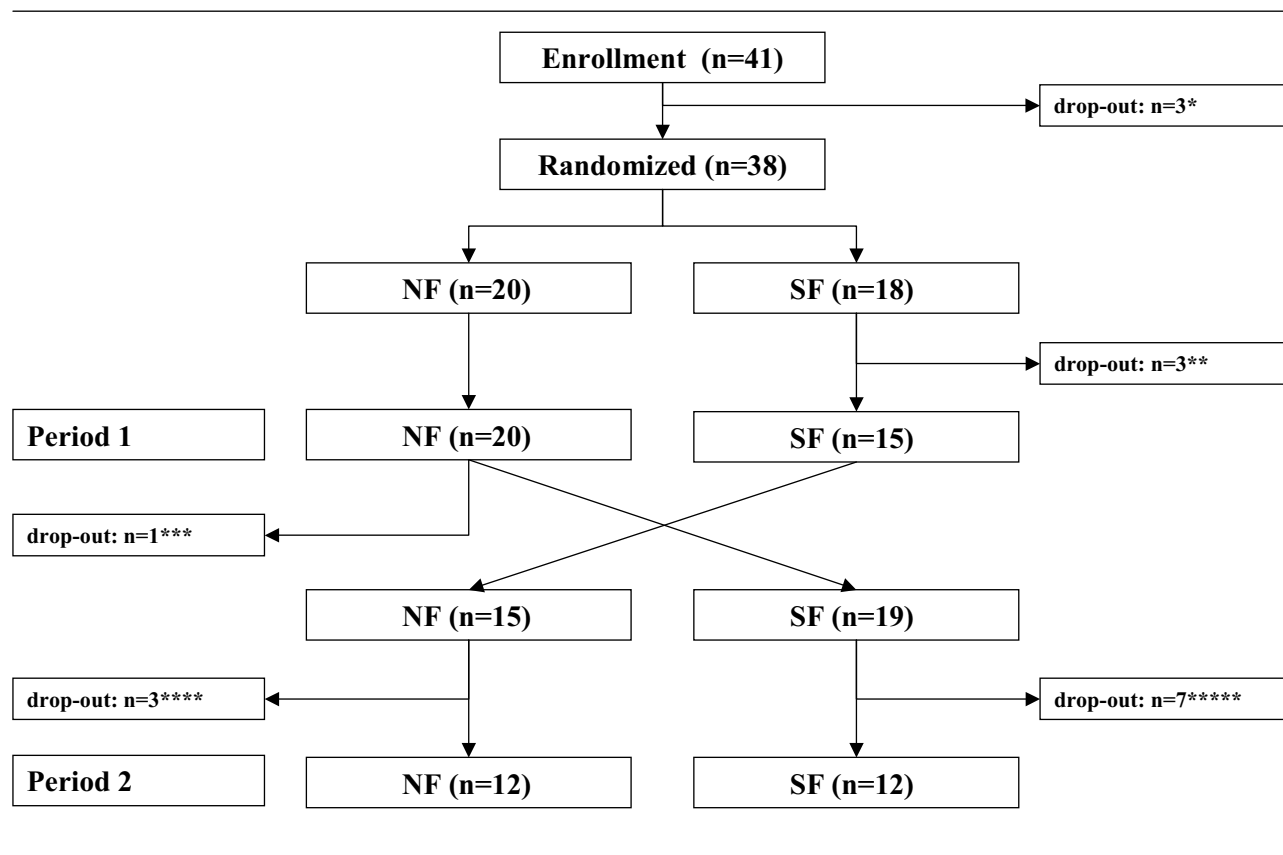 Enrollment (n=41)
drop-out: n=3*
Randomized (n=38)
NF (n=20)
SF (n=18)
drop-out: n=3**
Period 1
NF (n=20)
SF (n=15)
drop-out: n=1***
NF (n=15)
SF (n=19)
drop-out: n=3****
drop-out: n=7*****
Period 2
NF (n=12)
SF (n=12)